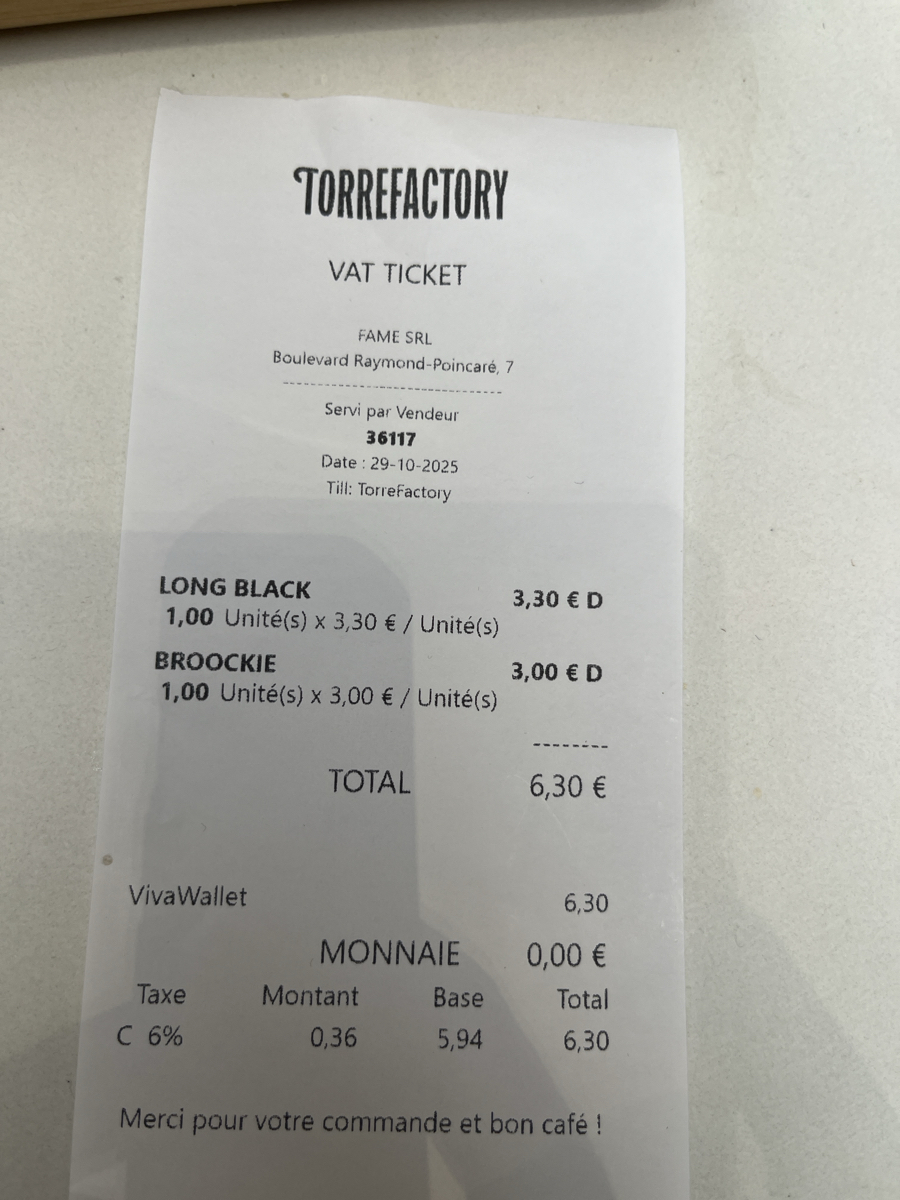 TORREFACTORY
VAT TICKET
FAME SRL
Boulevard Raymond-Poincaré, 7
--------------------------------
Servi par Vendeur
36117
Date : 29-10-2025
Till: TorreFactory
LONG BLACK 3,30 € D
1,00 Unité(s) x 3,30 € / Unité(s)
BROOCKIE 3,00 € D
1,00 Unité(s) x 3,00 € / Unité(s)
--------
TOTAL 6,30 €
VivaWallet 6,30
MONNAIE 0,00 €
Taxe Montant Base Total
C 6% 0,36 5,94 6,30
Merci pour votre commande et bon café !